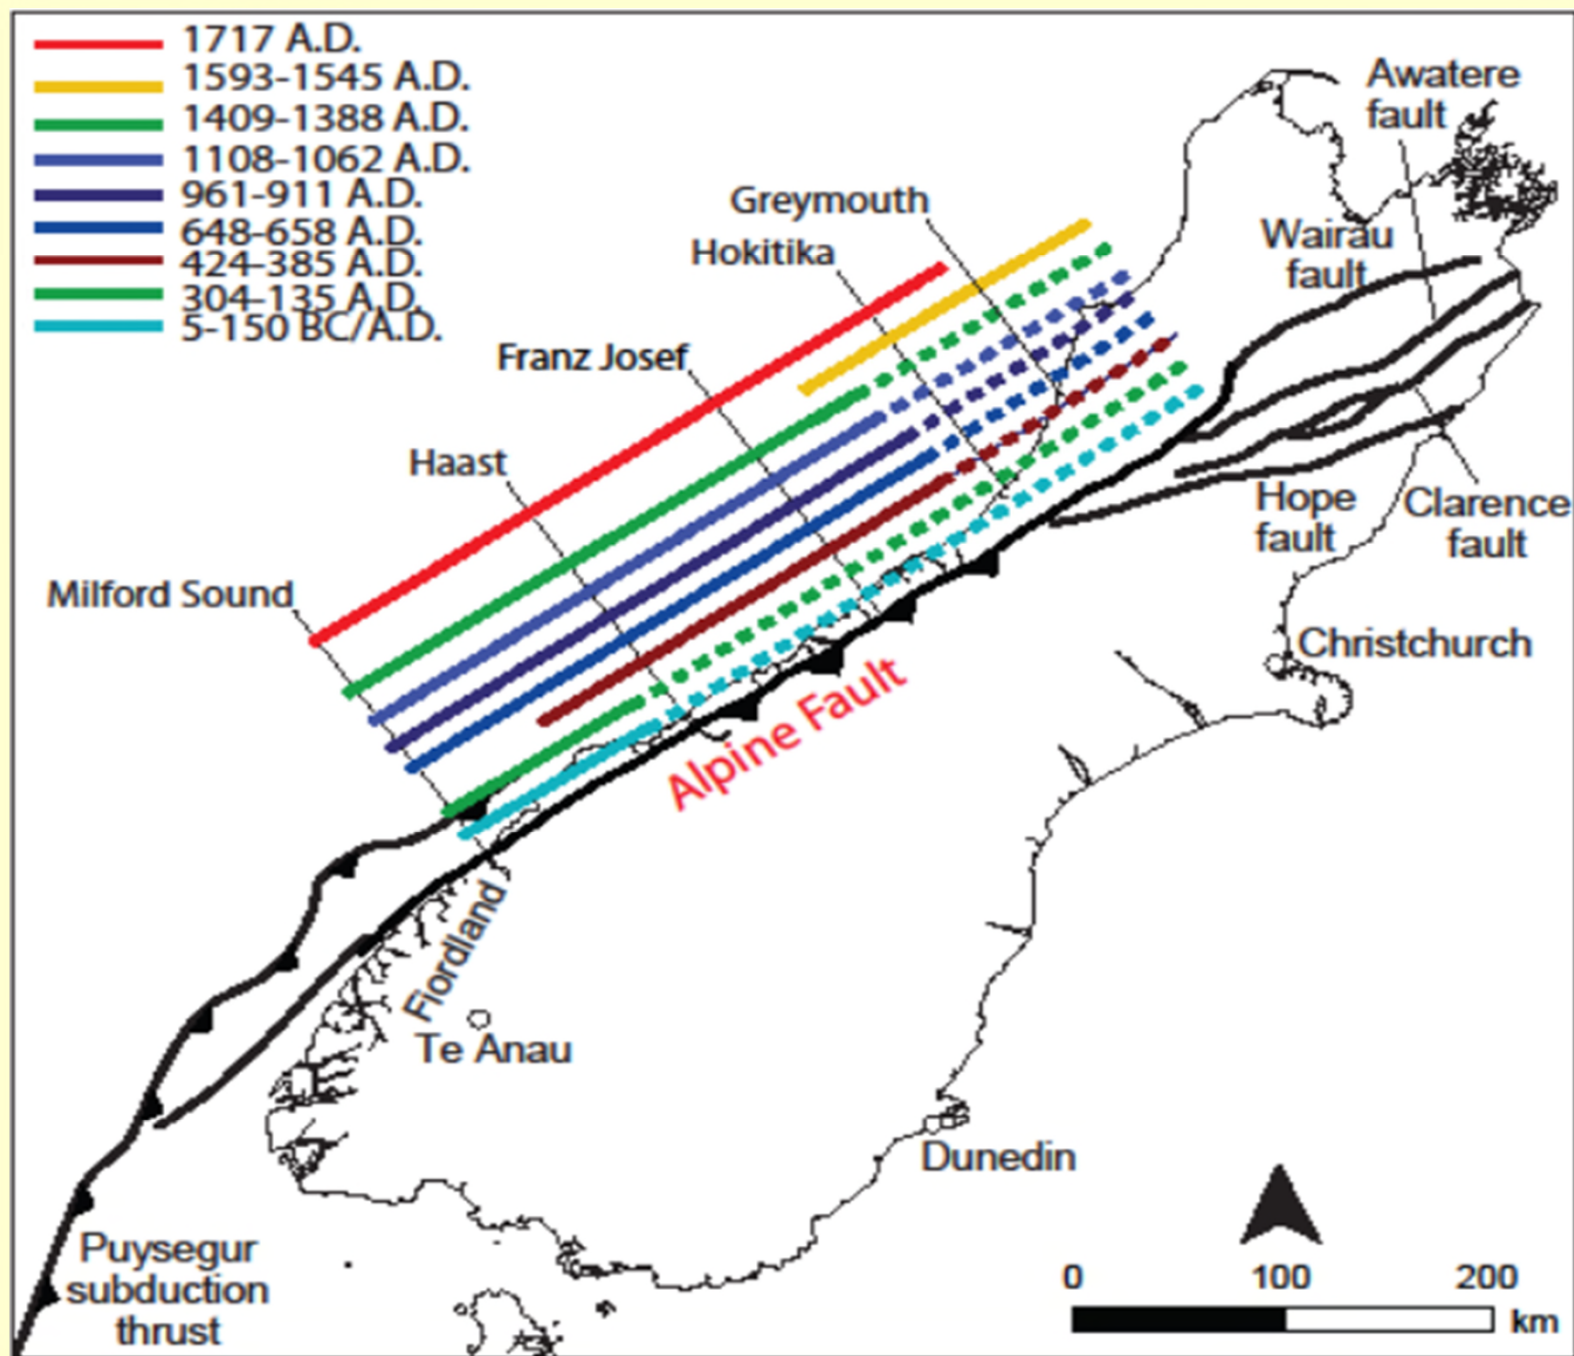 1717 A.D.
1593-1545 A.D.
1409-1388 A.D.
1108-1062 A.D.
961-911 A.D.
648-658 A.D.
424-385 A.D.
304-135 A.D.
5-150 BC/A.D.
Awatere
fault
Greymouth
Hokitika
Wairau
fault
Franz Josef
Haast
Hope
fault
Clarence
fault
Milford Sound
Christchurch
Alpine Fault
Fiordland
Te Anau
Dunedin
Puysegur
subduction
thrust
0 100 200
km